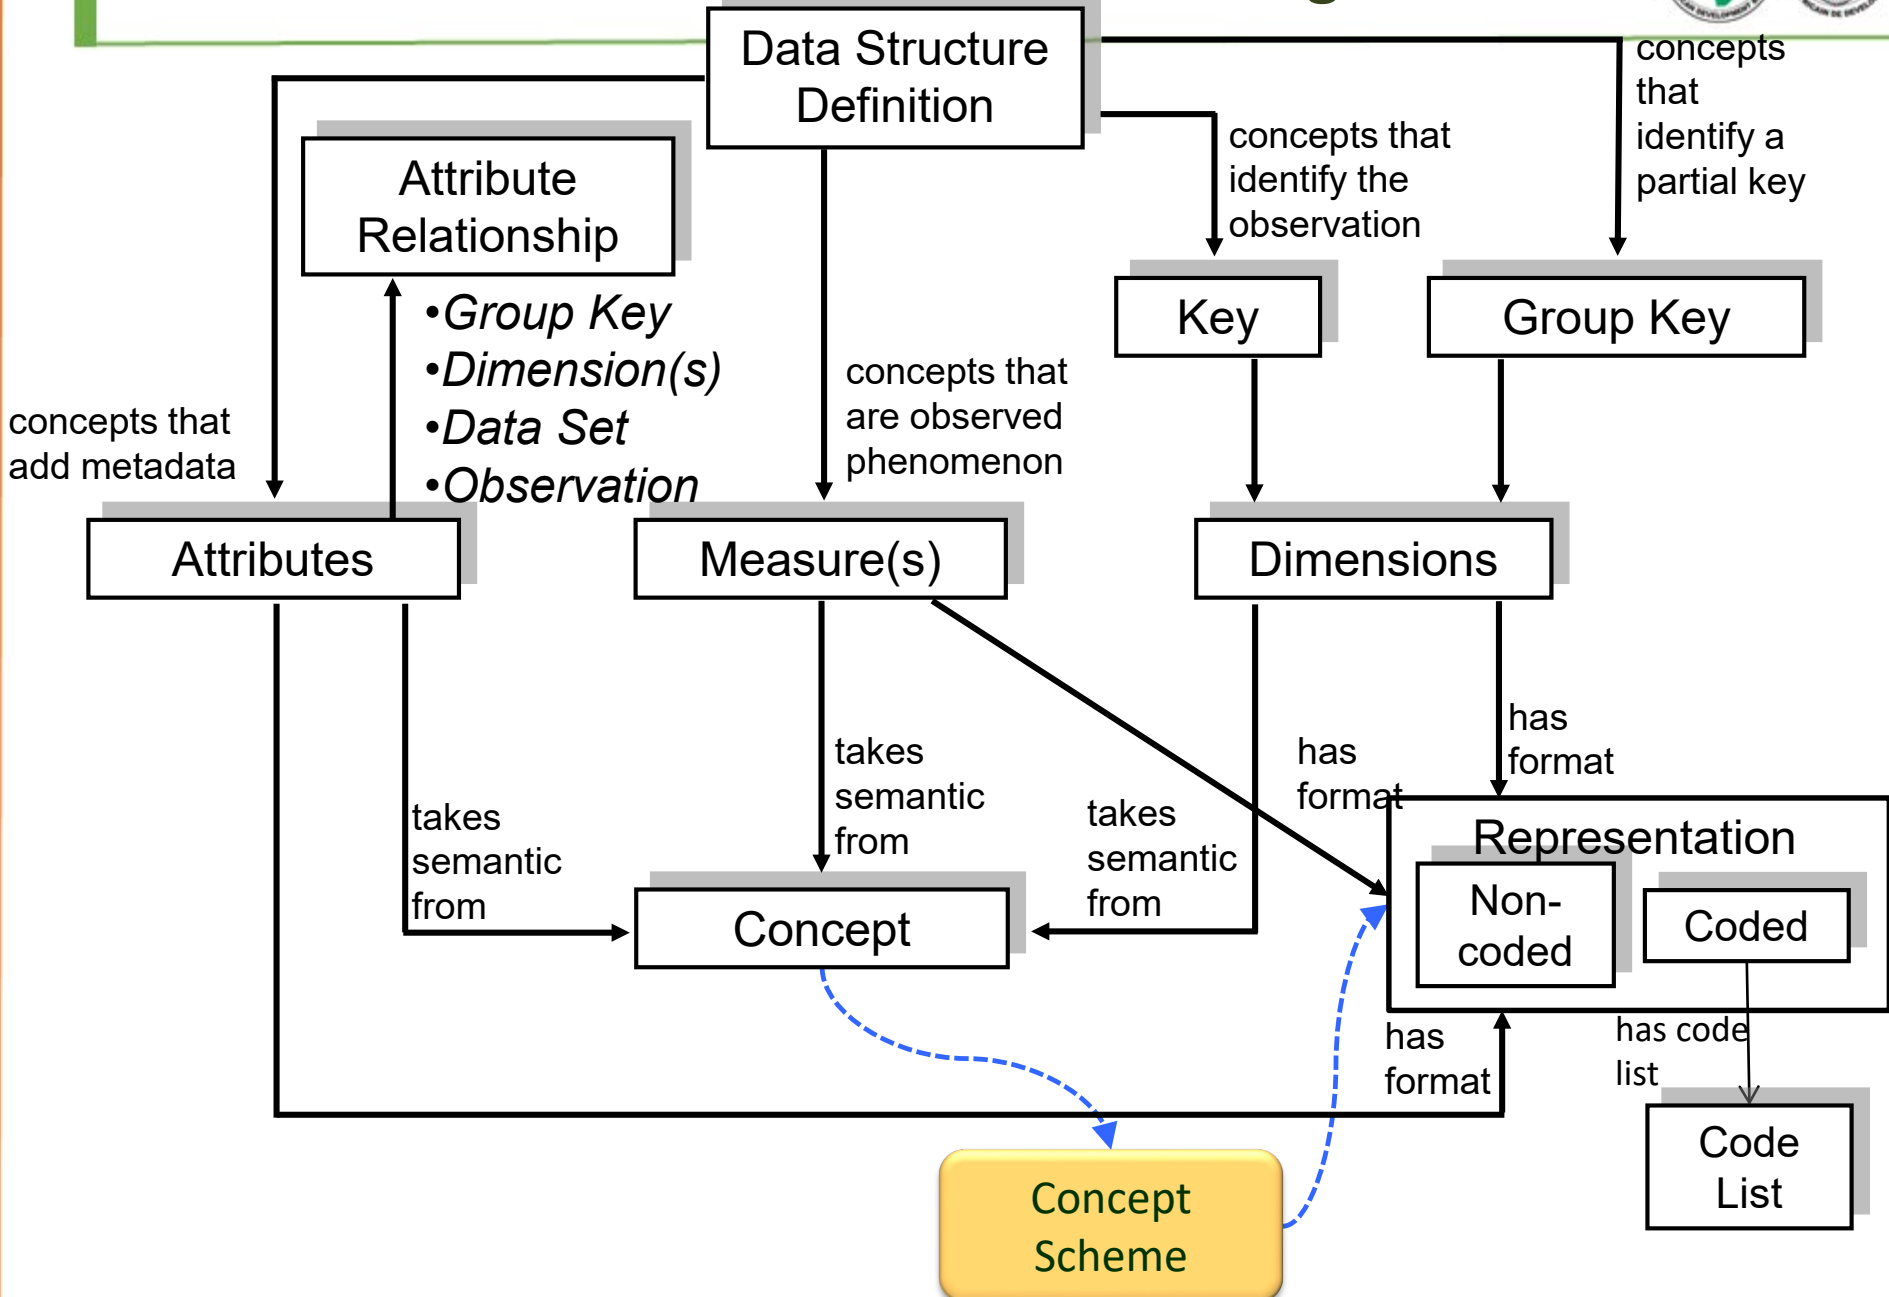 Data Structure
Definition
concepts
that
identify a
partial key
concepts that
identify the
observation
Attribute
Relationship
•Group Key
•Dimension(s)
•Data Set
•Observation
Key
Group Key
concepts that
are observed
phenomenon
concepts that
add metadata
Attributes
Measure(s)
Dimensions
has
format
has
format
takes
semantic
from
takes
semantic
from
takes
semantic
from
Representation
Non-
coded
Coded
Concept
has
format
has code
list
Code
List
Concept
Scheme